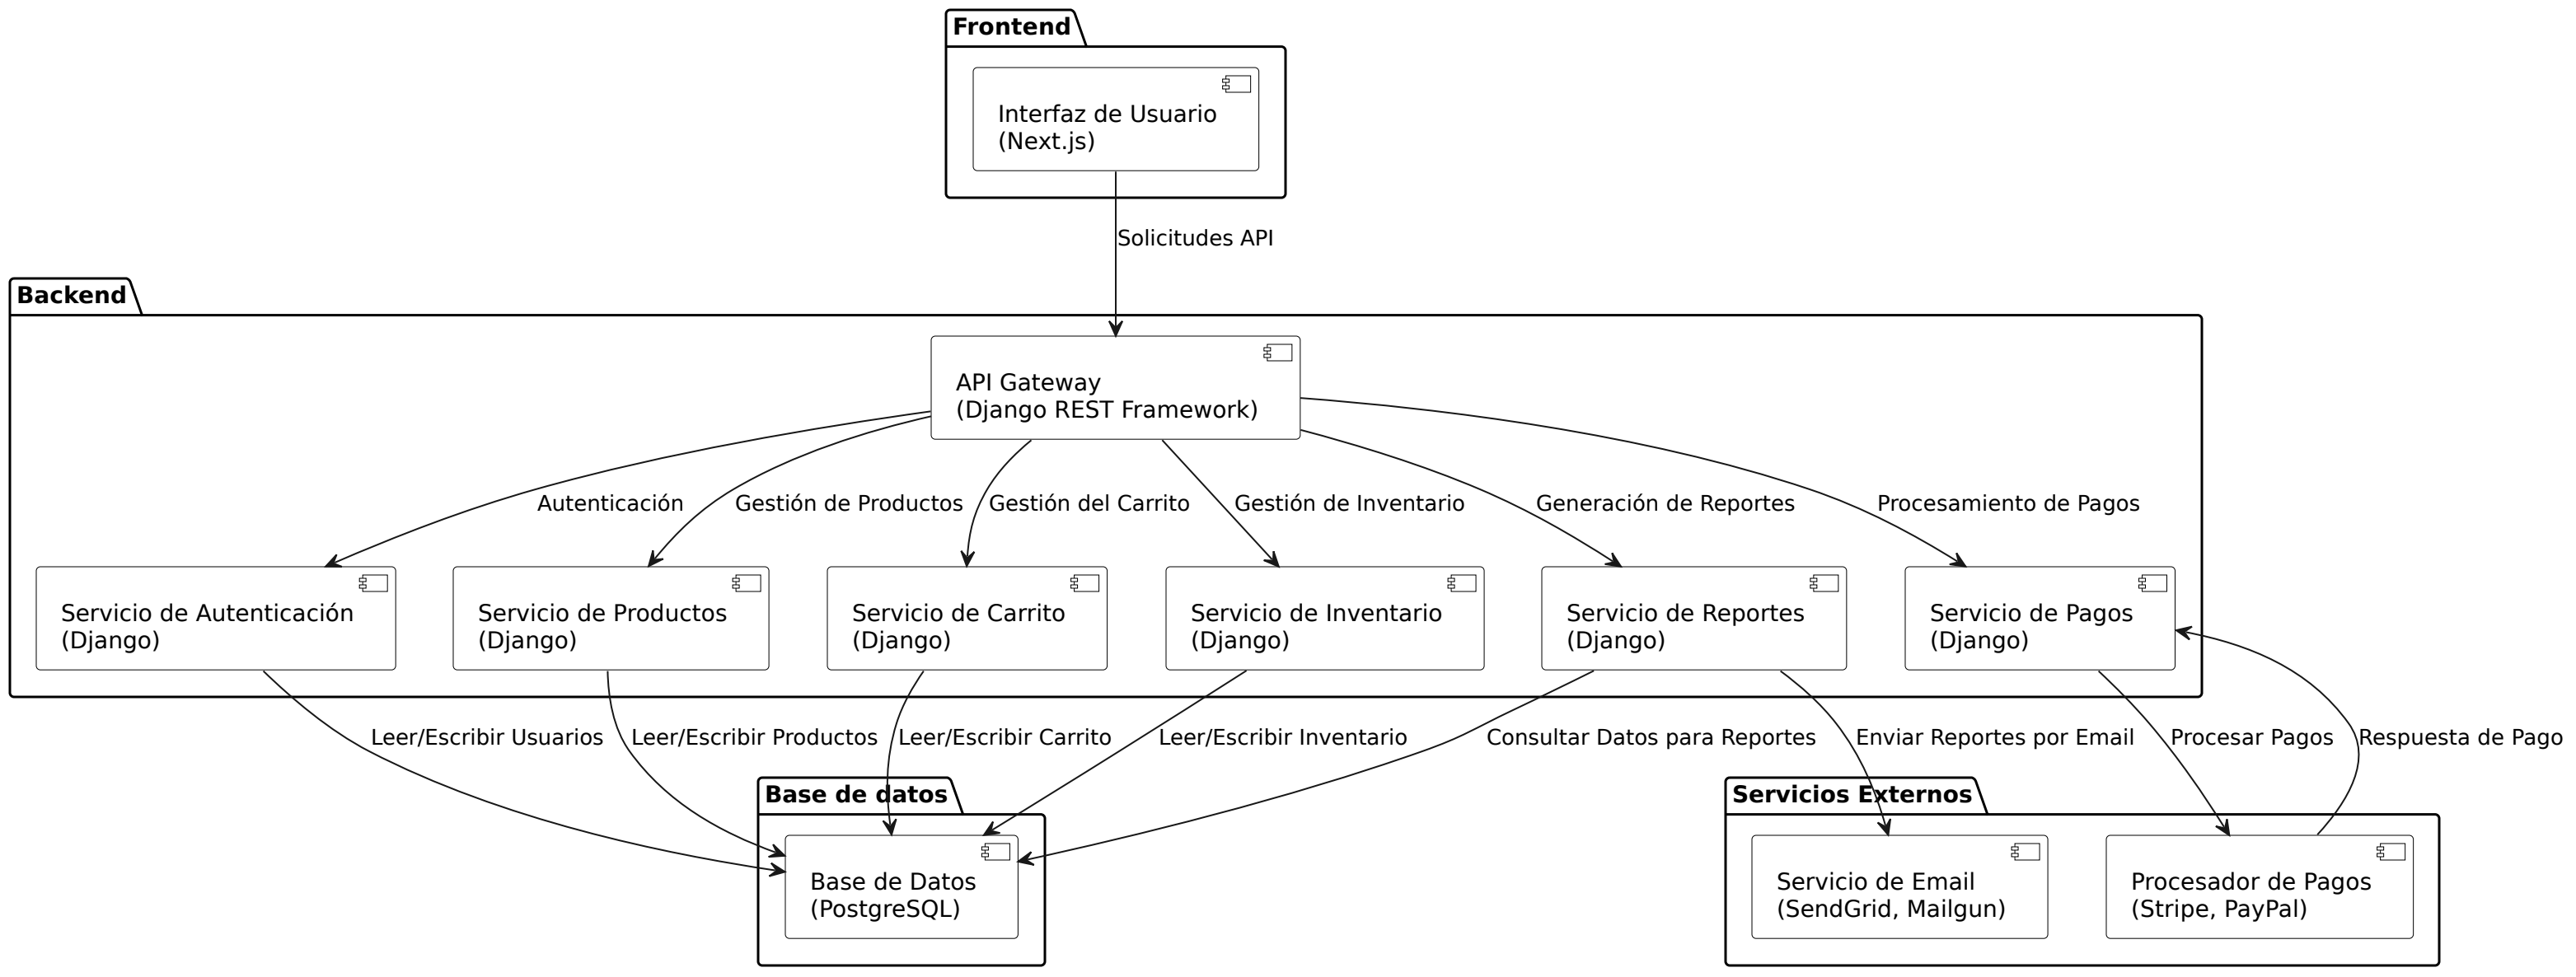 Frontend
Interfaz de Usuario
(Next.js)
Solicitudes API
Backend
API Gateway
(Django REST Framework)
Autenticación
Gestión de Productos
Gestión del Carrito
Gestión de Inventario
Generación de Reportes
Procesamiento de Pagos
Servicio de Autenticación
(Django)
Servicio de Productos
(Django)
Servicio de Carrito
(Django)
Servicio de Inventario
(Django)
Servicio de Reportes
(Django)
Servicio de Pagos
(Django)
Leer/Escribir Usuarios
Leer/Escribir Productos
Leer/Escribir Carrito
Leer/Escribir Inventario
Consultar Datos para Reportes
Enviar Reportes por Email
Procesar Pagos
Respuesta de Pago
Base de datos
Base de Datos
(PostgreSQL)
Servicios Externos
Servicio de Email
(SendGrid, Mailgun)
Procesador de Pagos
(Stripe, PayPal)